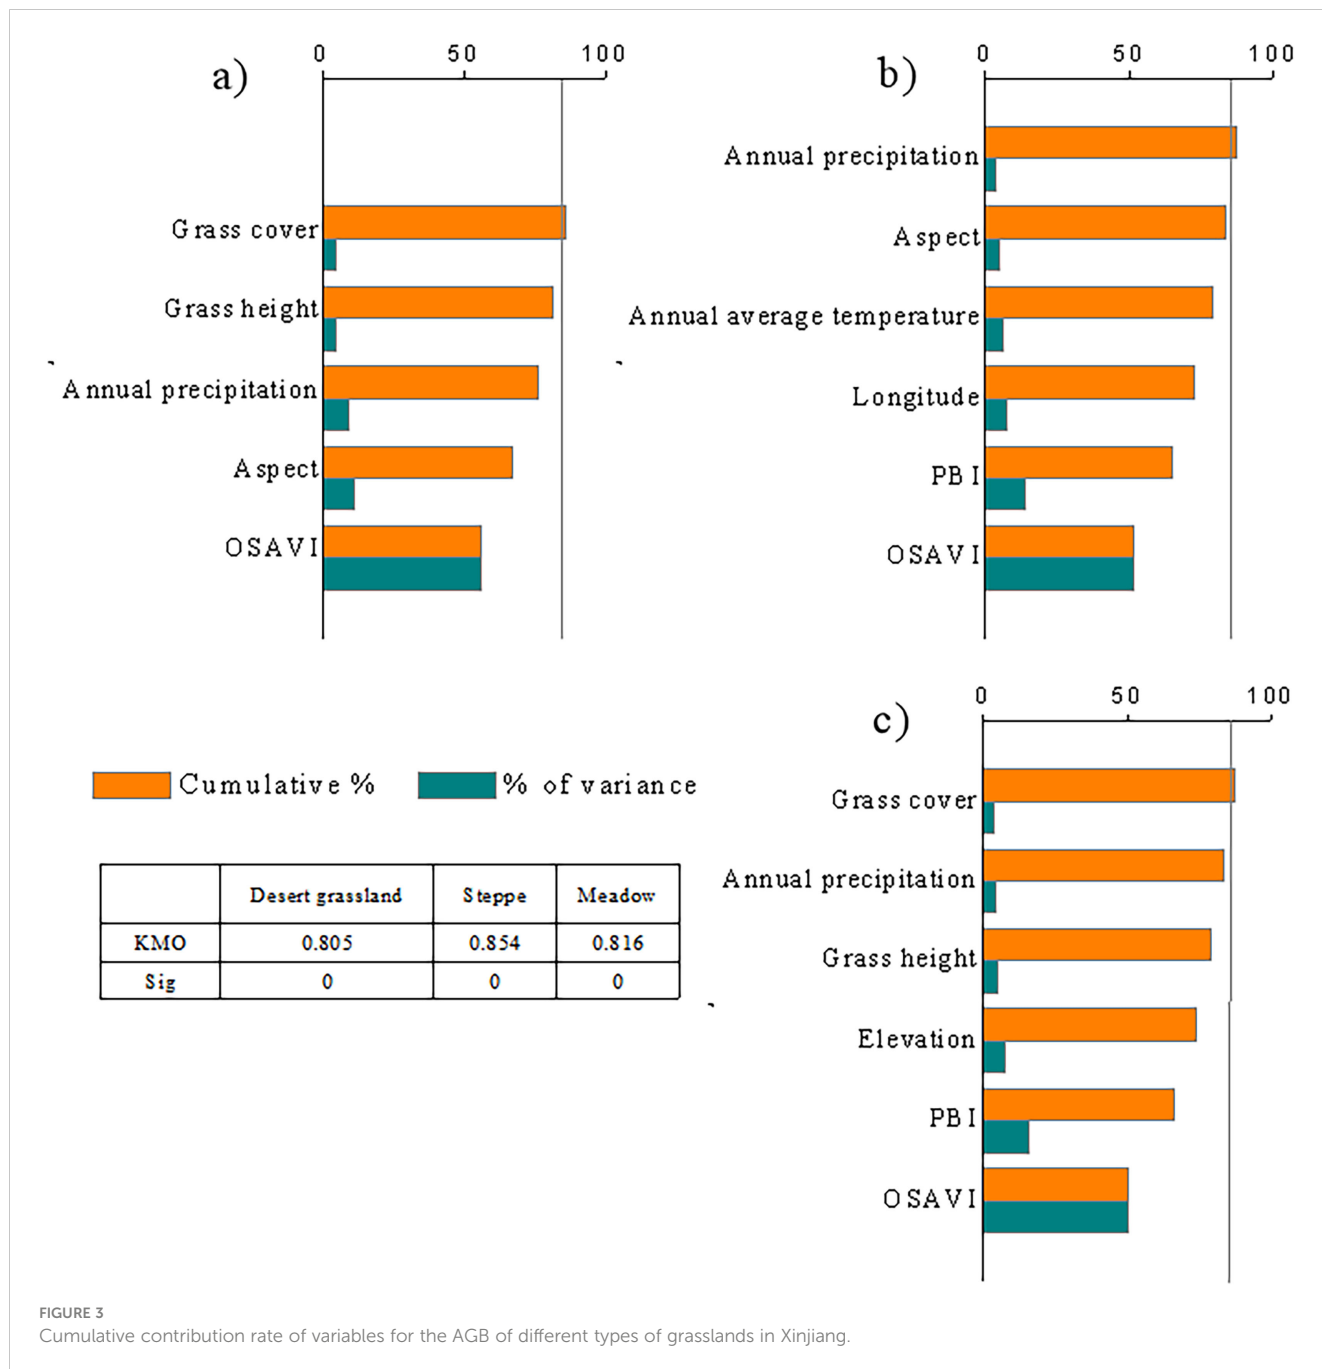 a)
0 50 100
Grass cover
Grass height
Annual precipitation
Aspect
OSAVI
b)
0 50 100
Annual precipitation
Aspect
Annual average temperature
Longitude
PBI
OSAVI
c)
0 50 100
Grass cover
Annual precipitation
Grass height
Elevation
PBI
OSAVI
Cumulative % % of variance
Desert grassland Steppe Meadow
KMO 0.805 0.854 0.816
Sig 0 0 0
FIGURE 3
Cumulative contribution rate of variables for the AGB of different types of grasslands in Xinjiang.